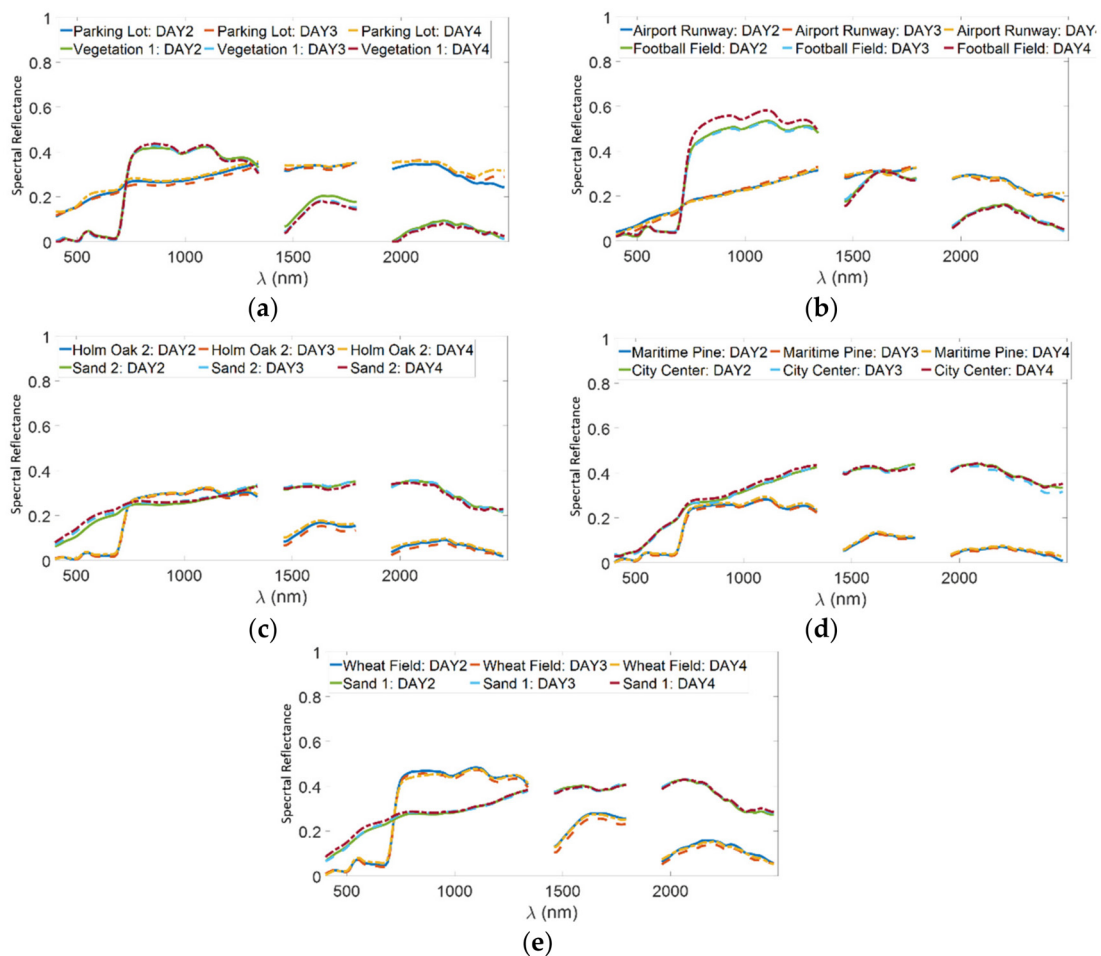 Parking Lot: DAY2 Parking Lot: DAY3 Parking Lot: DAY4
Vegetation 1: DAY2 Vegetation 1: DAY3 Vegetation 1: DAY4
Specrtal Reflectance
1
0.8
0.6
0.4
0.2
0
500 1000 1500 2000
λ (nm)
(a)
Airport Runway: DAY2 Airport Runway: DAY3 Airport Runway: DAY4
Football Field: DAY2 Football Field: DAY3 Football Field: DAY4
Specrtal Reflectance
1
0.8
0.6
0.4
0.2
0
500 1000 1500 2000
λ (nm)
(b)
Holm Oak 2: DAY2 Holm Oak 2: DAY3 Holm Oak 2: DAY4
Sand 2: DAY2 Sand 2: DAY3 Sand 2: DAY4
Specrtal Reflectance
1
0.8
0.6
0.4
0.2
0
500 1000 1500 2000
λ (nm)
(c)
Maritime Pine: DAY2 Maritime Pine: DAY3 Maritime Pine: DAY4
City Center: DAY2 City Center: DAY3 City Center: DAY4
Specrtal Reflectance
1
0.8
0.6
0.4
0.2
0
500 1000 1500 2000
λ (nm)
(d)
Wheat Field: DAY2 Wheat Field: DAY3 Wheat Field: DAY4
Sand 1: DAY2 Sand 1: DAY3 Sand 1: DAY4
Specrtal Reflectance
1
0.8
0.6
0.4
0.2
0
500 1000 1500 2000
λ (nm)
(e)